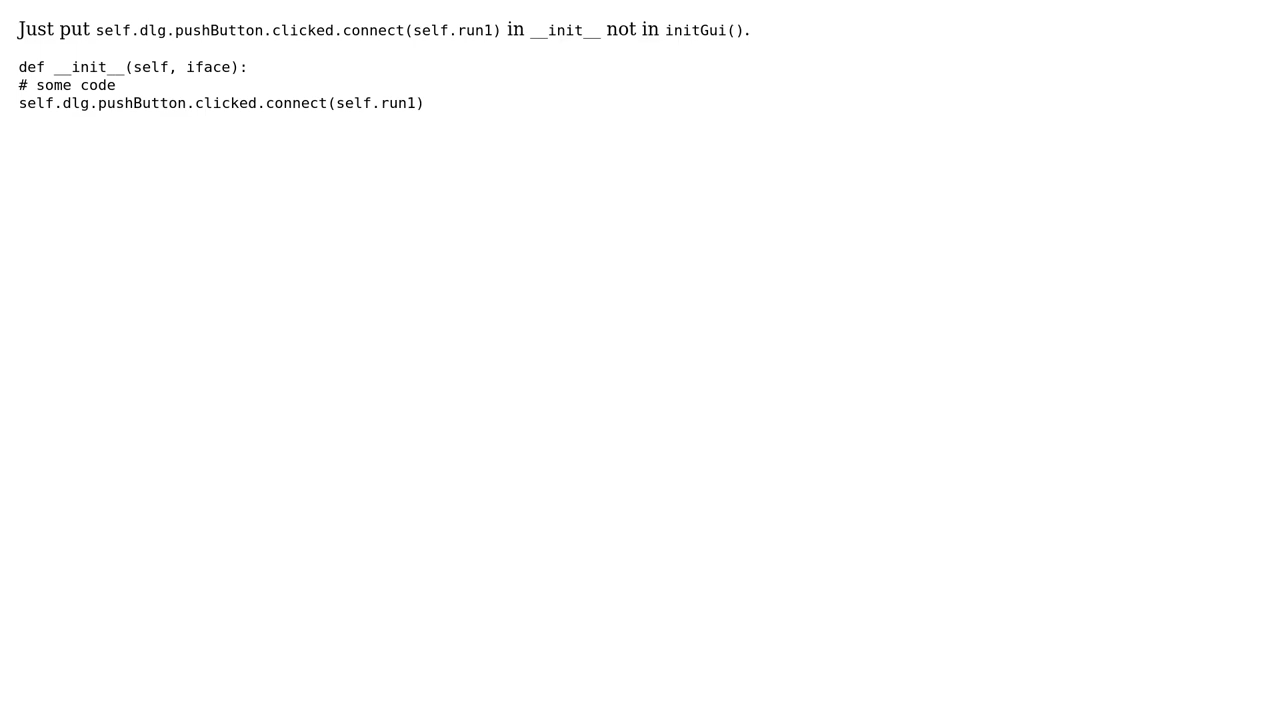 Just put self.dlg.pushButton.clicked.connect(self.run1) in __init__ not in initGui().
def __init__(self, iface):
# some code
self.dlg.pushButton.clicked.connect(self.run1)